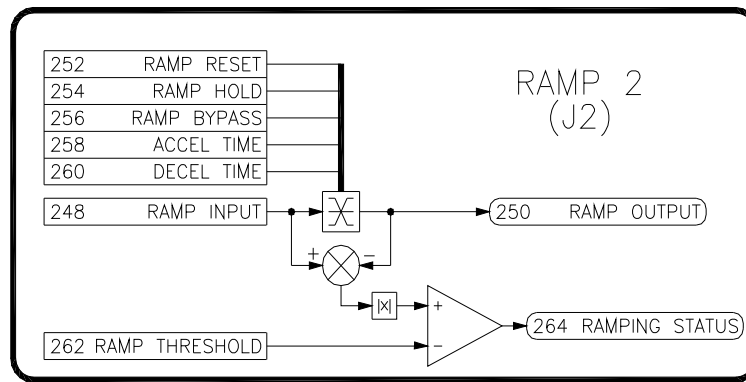 252 RAMP RESET
254 RAMP HOLD
256 RAMP BYPASS
258 ACCEL TIME
260 DECEL TIME
RAMP 2
(J2)
248 RAMP INPUT
250 RAMP OUTPUT
+ −
|X|
+
264 RAMPING STATUS
−
262 RAMP THRESHOLD